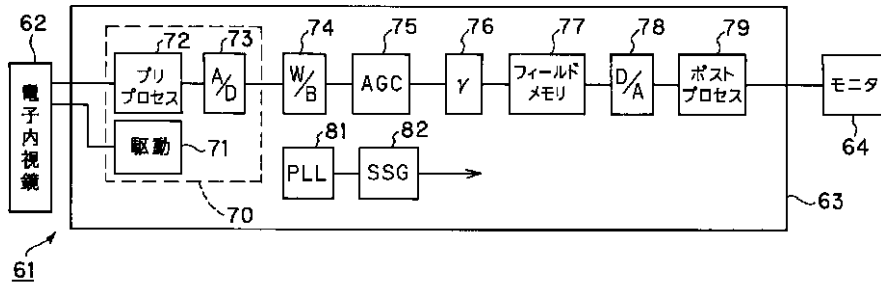 62
72
73
74
75
76
77
78
79
電子内視鏡
プリ
プロセス
A/D
W/B
AGC
γ
フィールド
メモリ
D/A
ポスト
プロセス
モニタ
64
駆動
71
81
82
PLL
SSG
70
63
61